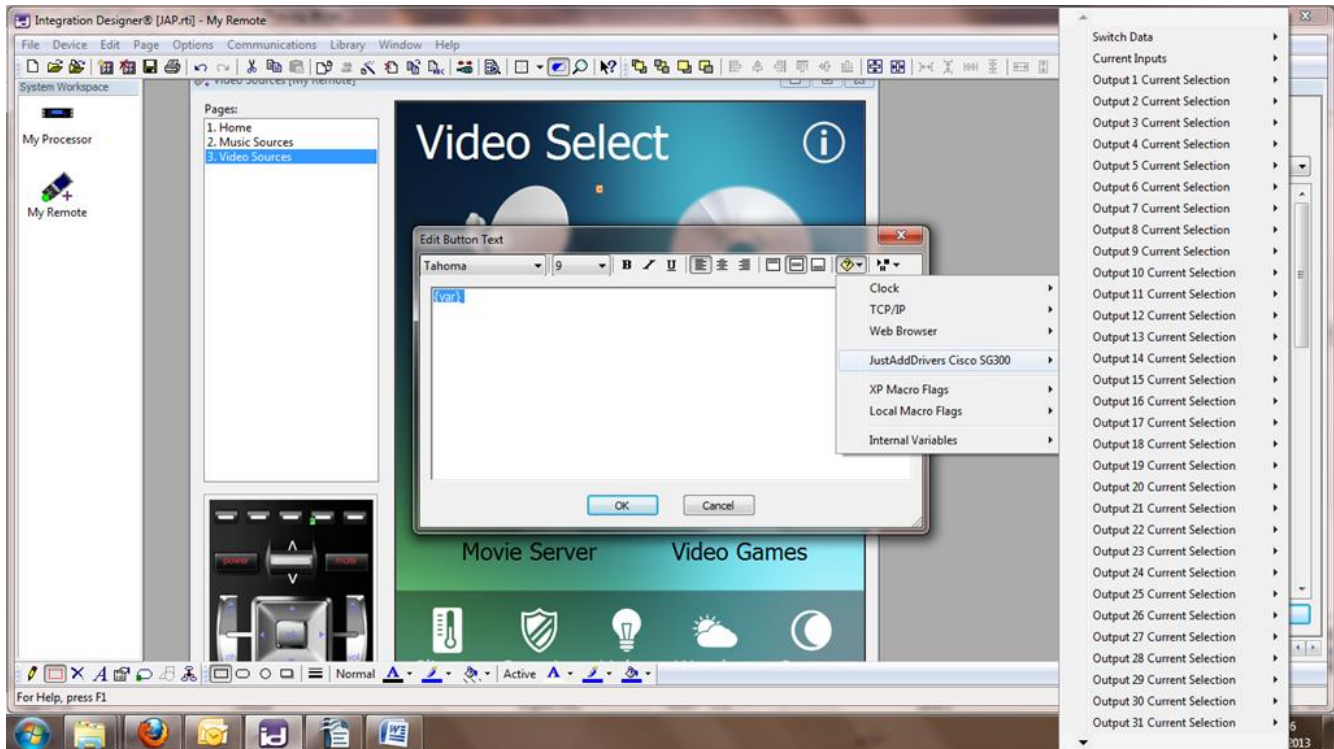 Integration Designer® [JAP.rti] - My Remote
File Device Edit Page Options Communications Library Window Help
System Workspace
Video Sources [My Remote]
My Processor
My Remote
Pages:
1. Home
2. Music Sources
3. Video Sources
Video Select
Edit Button Text
Tahoma 9 B I U
{var}
OK Cancel
Clock
TCP/IP
Web Browser
JustAddDrivers Cisco SG300
XP Macro Flags
Local Macro Flags
Internal Variables
Switch Data
Current Inputs
Output 1 Current Selection
Output 2 Current Selection
Output 3 Current Selection
Output 4 Current Selection
Output 5 Current Selection
Output 6 Current Selection
Output 7 Current Selection
Output 8 Current Selection
Output 9 Current Selection
Output 10 Current Selection
Output 11 Current Selection
Output 12 Current Selection
Output 13 Current Selection
Output 14 Current Selection
Output 15 Current Selection
Output 16 Current Selection
Output 17 Current Selection
Output 18 Current Selection
Output 19 Current Selection
Output 20 Current Selection
Output 21 Current Selection
Output 22 Current Selection
Output 23 Current Selection
Output 24 Current Selection
Output 25 Current Selection
Output 26 Current Selection
Output 27 Current Selection
Output 28 Current Selection
Output 29 Current Selection
Output 30 Current Selection
Output 31 Current Selection
Movie Server Video Games
power mute
Normal A Active A
For Help, press F1
6
2013